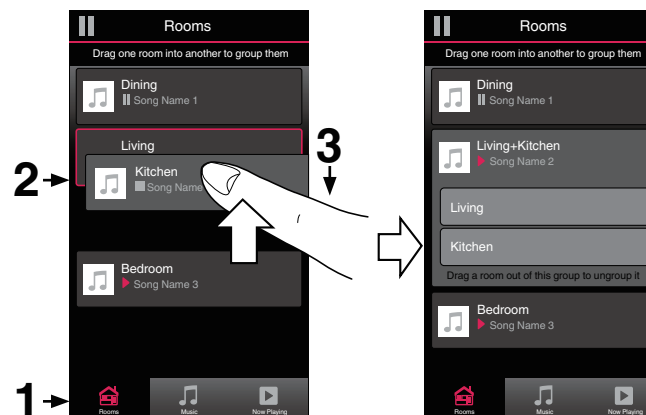 Rooms
Drag one room into another to group them
Dining
Song Name 1
Living
Kitchen
Song Name
Bedroom
Song Name 3
Rooms
Music
Now Playing
1
2
3
Rooms
Drag one room into another to group them
Dining
Song Name 1
Living+Kitchen
Song Name 2
Living
Kitchen
Drag a room out of this group to ungroup it
Bedroom
Song Name 3
Rooms
Music
Now Playing